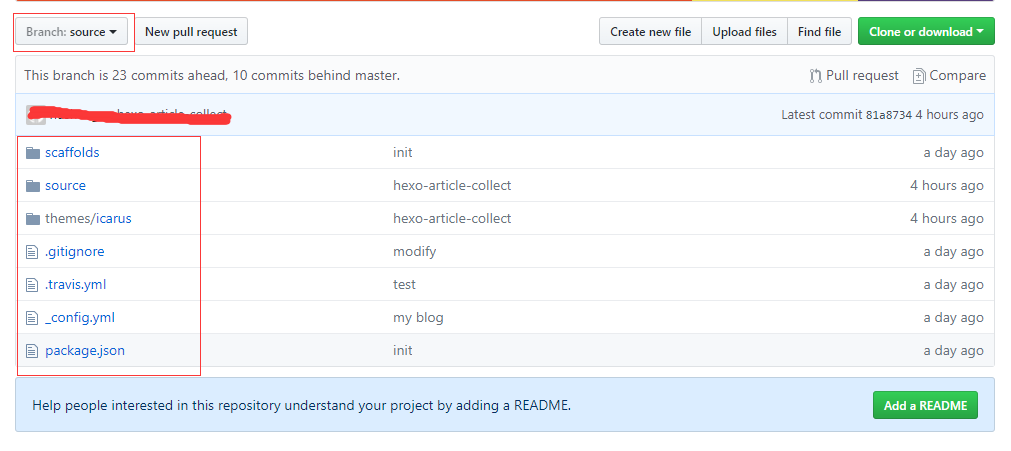 Branch: source New pull request Create new file Upload files Find file Clone or download
This branch is 23 commits ahead, 10 commits behind master. Pull request Compare
Latest commit 81a8734 4 hours ago
scaffolds init a day ago
source hexo-article-collect 4 hours ago
themes/icarus hexo-article-collect 4 hours ago
.gitignore modify a day ago
.travis.yml test a day ago
_config.yml my blog a day ago
package.json init a day ago
Help people interested in this repository understand your project by adding a README. Add a README